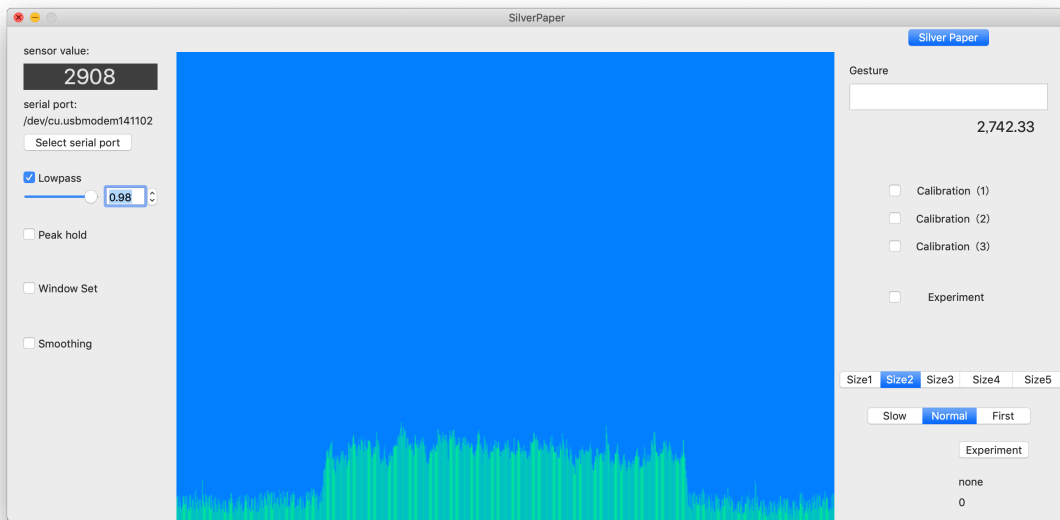 SilverPaper
sensor value:
2908
serial port:
/dev/cu.usbmodem141102
Select serial port
Lowpass
0.98
Peak hold
Window Set
Smoothing
Silver Paper
Gesture
2,742.33
Calibration（1）
Calibration（2）
Calibration（3）
Experiment
Size1 Size2 Size3 Size4 Size5
Slow Normal First
Experiment
none
0